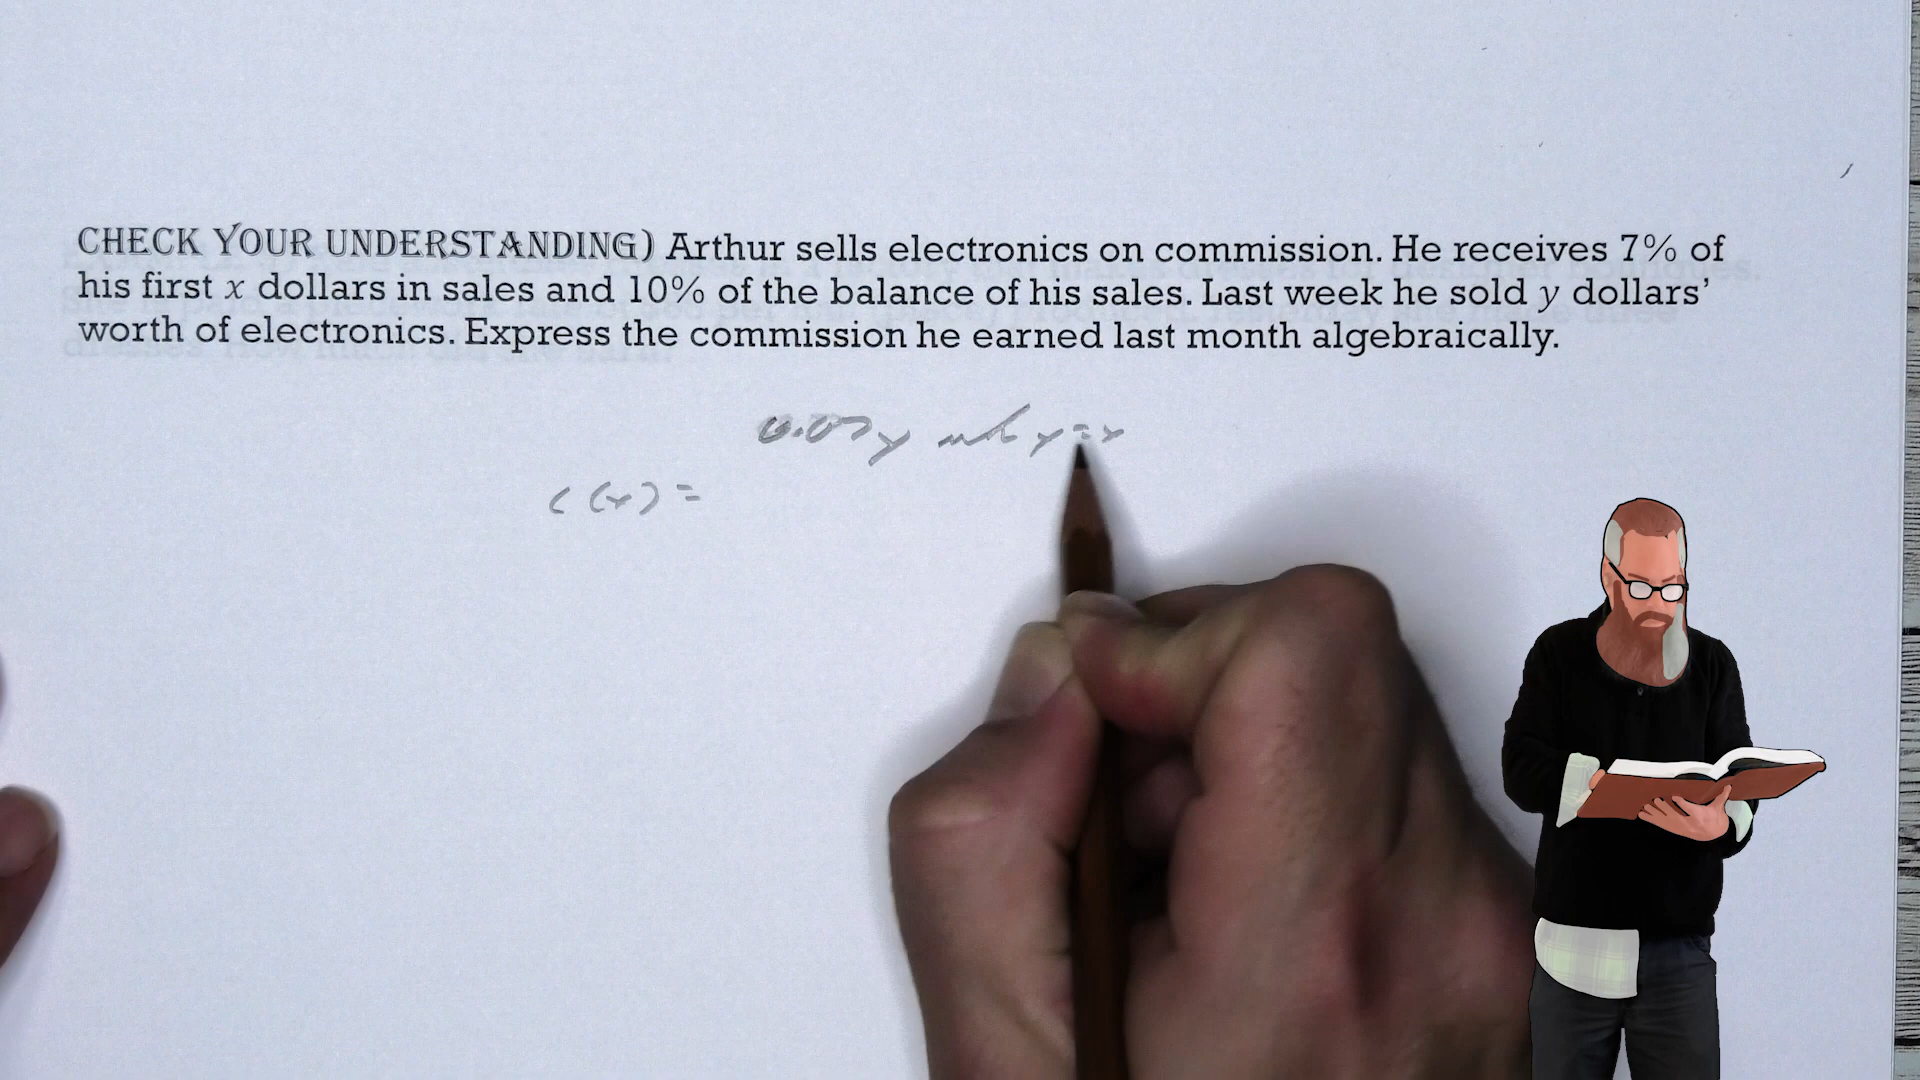 CHECK YOUR UNDERSTANDING) Arthur sells electronics on commission. He receives 7% of
his first x dollars in sales and 10% of the balance of his sales. Last week he sold y dollars'
worth of electronics. Express the commission he earned last month algebraically.
0.07y when y = x
C(x) =